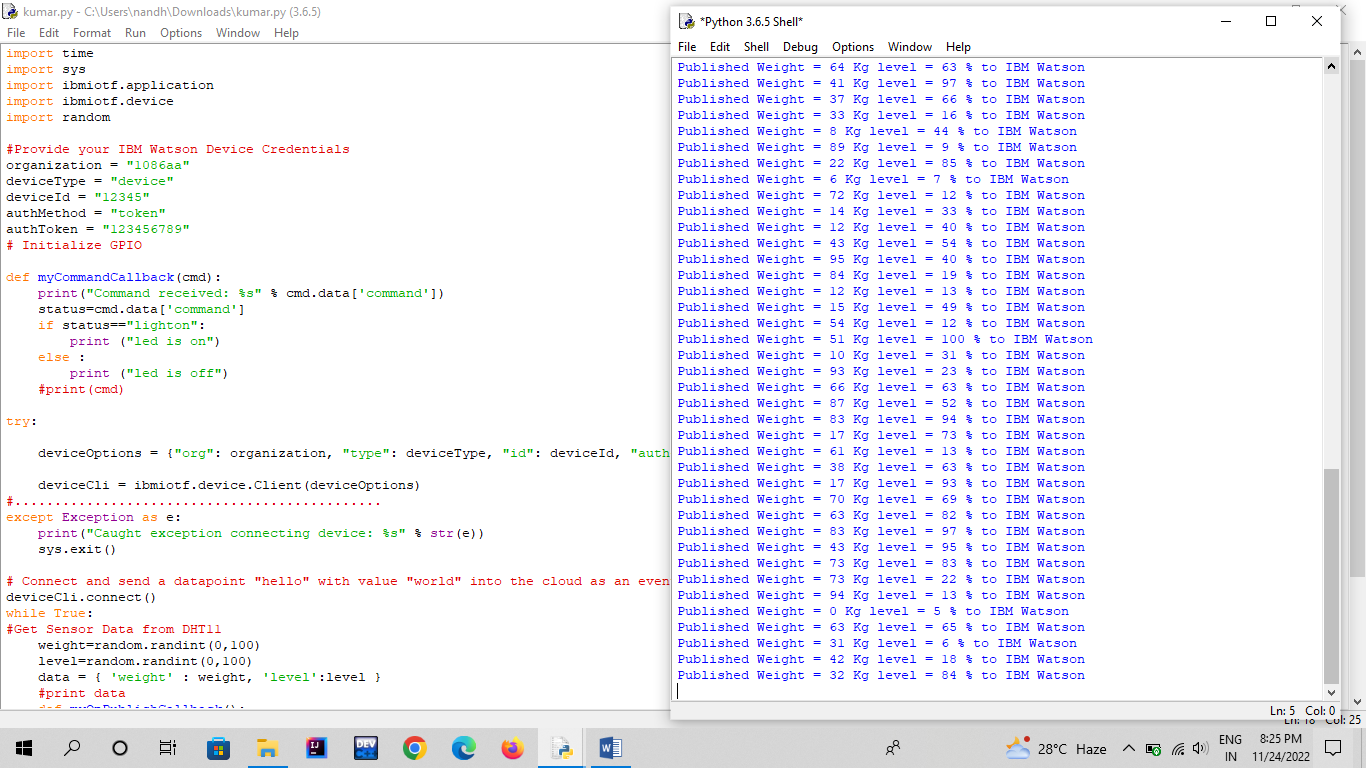 kumar.py - C:\Users\nandh\Downloads\kumar.py (3.6.5)
File Edit Format Run Options Window Help
import time
import sys
import ibmiotf.application
import ibmiotf.device
import random
#Provide your IBM Watson Device Credentials
organization = "1086aa"
deviceType = "device"
deviceId = "12345"
authMethod = "token"
authToken = "123456789"
# Initialize GPIO
def myCommandCallback(cmd):
    print("Command received: %s" % cmd.data['command'])
    status=cmd.data['command']
    if status=="lighton":
        print ("led is on")
    else :
        print ("led is off")
    #print(cmd)
try:
    deviceOptions = {"org": organization, "type": deviceType, "id": deviceId, "auth
    deviceCli = ibmiotf.device.Client(deviceOptions)
#..............................................
except Exception as e:
    print("Caught exception connecting device: %s" % str(e))
    sys.exit()
# Connect and send a datapoint "hello" with value "world" into the cloud as an even
deviceCli.connect()
while True:
#Get Sensor Data from DHT11
    weight=random.randint(0,100)
    level=random.randint(0,100)
    data = { 'weight' : weight, 'level':level }
    #print data
    def myOnPublishCallback():
*Python 3.6.5 Shell*
File Edit Shell Debug Options Window Help
Published Weight = 64 Kg level = 63 % to IBM Watson
Published Weight = 41 Kg level = 97 % to IBM Watson
Published Weight = 37 Kg level = 66 % to IBM Watson
Published Weight = 33 Kg level = 16 % to IBM Watson
Published Weight = 8 Kg level = 44 % to IBM Watson
Published Weight = 89 Kg level = 9 % to IBM Watson
Published Weight = 22 Kg level = 85 % to IBM Watson
Published Weight = 6 Kg level = 7 % to IBM Watson
Published Weight = 72 Kg level = 12 % to IBM Watson
Published Weight = 14 Kg level = 33 % to IBM Watson
Published Weight = 12 Kg level = 40 % to IBM Watson
Published Weight = 43 Kg level = 54 % to IBM Watson
Published Weight = 95 Kg level = 40 % to IBM Watson
Published Weight = 84 Kg level = 19 % to IBM Watson
Published Weight = 12 Kg level = 13 % to IBM Watson
Published Weight = 15 Kg level = 49 % to IBM Watson
Published Weight = 54 Kg level = 12 % to IBM Watson
Published Weight = 51 Kg level = 100 % to IBM Watson
Published Weight = 10 Kg level = 31 % to IBM Watson
Published Weight = 93 Kg level = 23 % to IBM Watson
Published Weight = 66 Kg level = 63 % to IBM Watson
Published Weight = 87 Kg level = 52 % to IBM Watson
Published Weight = 83 Kg level = 94 % to IBM Watson
Published Weight = 17 Kg level = 73 % to IBM Watson
Published Weight = 61 Kg level = 13 % to IBM Watson
Published Weight = 38 Kg level = 63 % to IBM Watson
Published Weight = 17 Kg level = 93 % to IBM Watson
Published Weight = 70 Kg level = 69 % to IBM Watson
Published Weight = 63 Kg level = 82 % to IBM Watson
Published Weight = 83 Kg level = 97 % to IBM Watson
Published Weight = 43 Kg level = 95 % to IBM Watson
Published Weight = 73 Kg level = 83 % to IBM Watson
Published Weight = 73 Kg level = 22 % to IBM Watson
Published Weight = 94 Kg level = 13 % to IBM Watson
Published Weight = 0 Kg level = 5 % to IBM Watson
Published Weight = 63 Kg level = 65 % to IBM Watson
Published Weight = 31 Kg level = 6 % to IBM Watson
Published Weight = 42 Kg level = 18 % to IBM Watson
Published Weight = 32 Kg level = 84 % to IBM Watson
Ln: 5 Col: 0
Ln: 18 Col: 25
IJ
DEV
28°C Haze
ENG
IN
8:25 PM
11/24/2022